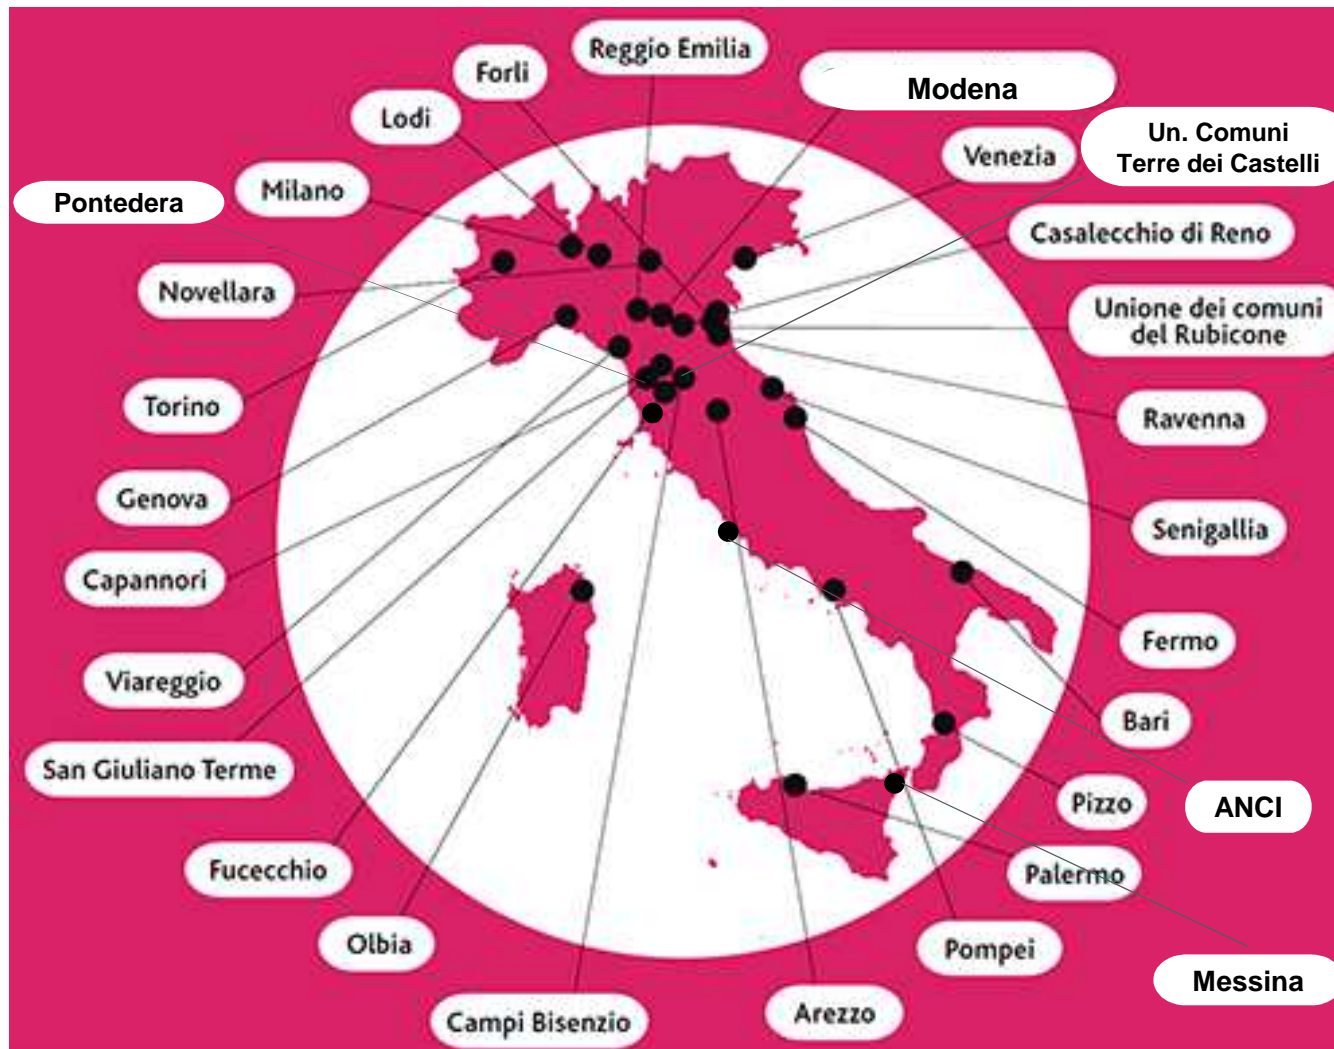 Reggio Emilia
Forlì
Modena
Lodi
Un. Comuni
Terre dei Castelli
Venezia
Milano
Pontedera
Casalecchio di Reno
Novellara
Unione dei comuni
del Rubicone
Torino
Ravenna
Genova
Senigallia
Capannori
Fermo
Viareggio
Bari
San Giuliano Terme
Pizzo
ANCI
Fucecchio
Palermo
Olbia
Pompei
Messina
Campi Bisenzio
Arezzo